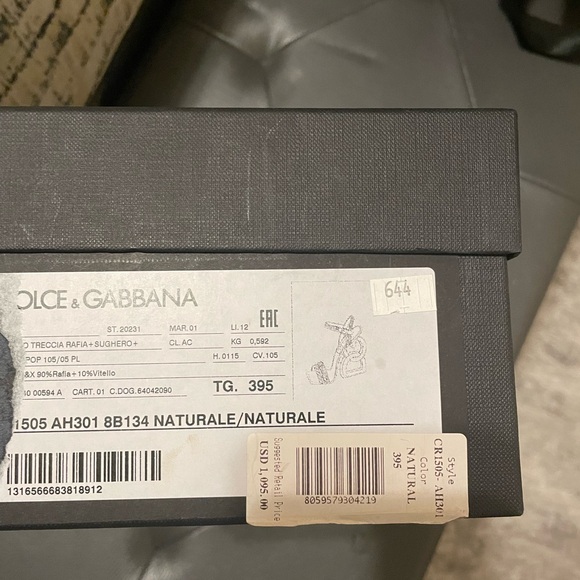 OLCE & GABBANA
644
ST. 20231 MAR. 01 LI. 12 EAC
O TRECCIA RAFIA+SUGHERO+ CL. AC KG 0,592
POP 105/05 PL H. 0115 CV. 105
&X 90%Rafia+10%Vitello
40 00594 A CART. 01 C.DOG. 64042090 TG. 395
1505 AH301 8B134 NATURALE/NATURALE
1316566683818912
Suggested Retail Price
USD 1,095.00
8059579304219
Style
CR1505- AH301
Color
NATURAL
395